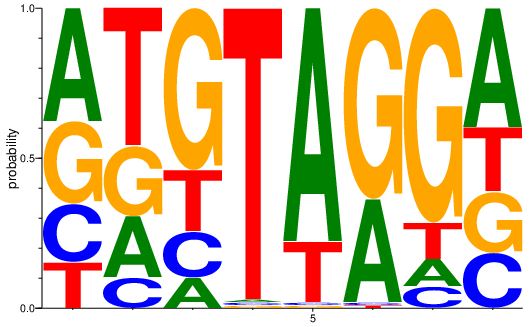 1.0
probability
0.5
0.0
A T G T A G G A
G G T A T A T T
C A C A G G
T C A T C C
5